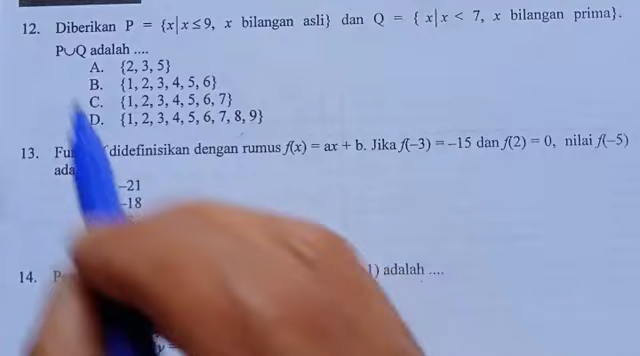 12. Diberikan P = {x|x ≤ 9, x bilangan asli} dan Q = { x|x < 7, x bilangan prima}.
P∪Q adalah ....
A. {2, 3, 5}
B. {1, 2, 3, 4, 5, 6}
C. {1, 2, 3, 4, 5, 6, 7}
D. {1, 2, 3, 4, 5, 6, 7, 8, 9}
13. didefinisikan dengan rumus f(x) = ax + b. Jika f(−3) = −15 dan f(2) = 0, nilai f(−5)
−21
−18
14. 1) adalah ....